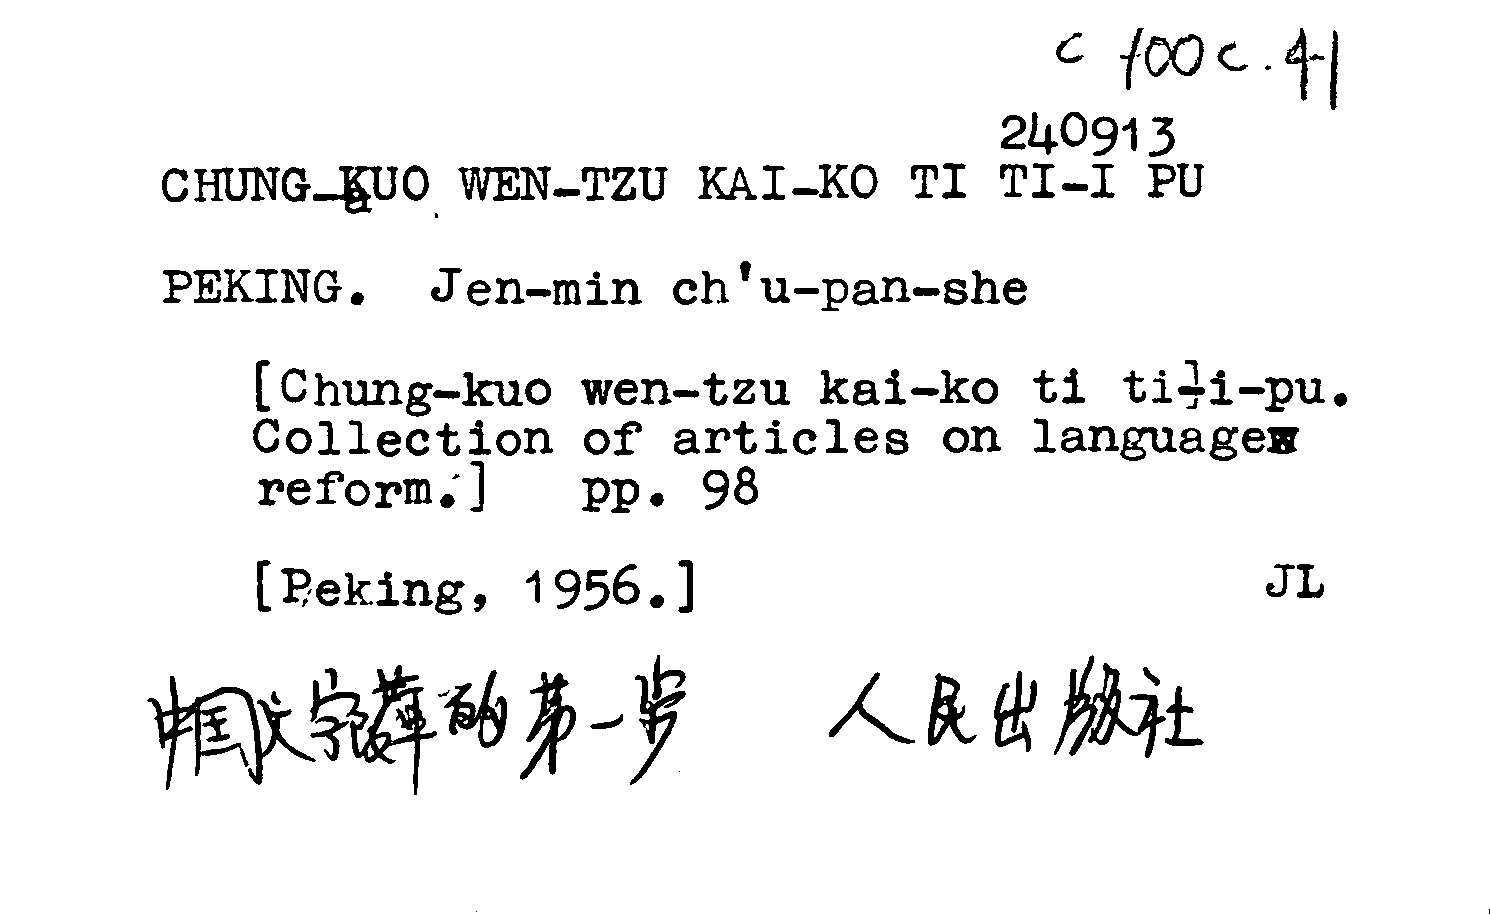 C 100 C. 41
240913
CHUNG-KUO WEN-TZU KAI-KO TI TI-I PU
PEKING. Jen-min ch'u-pan-she
[Chung-kuo wen-tzu kai-ko ti ti-i-pu.
Collection of articles on language
reform.] pp. 98
[Peking, 1956.] JL
中国文字改革的第一步 人民出版社